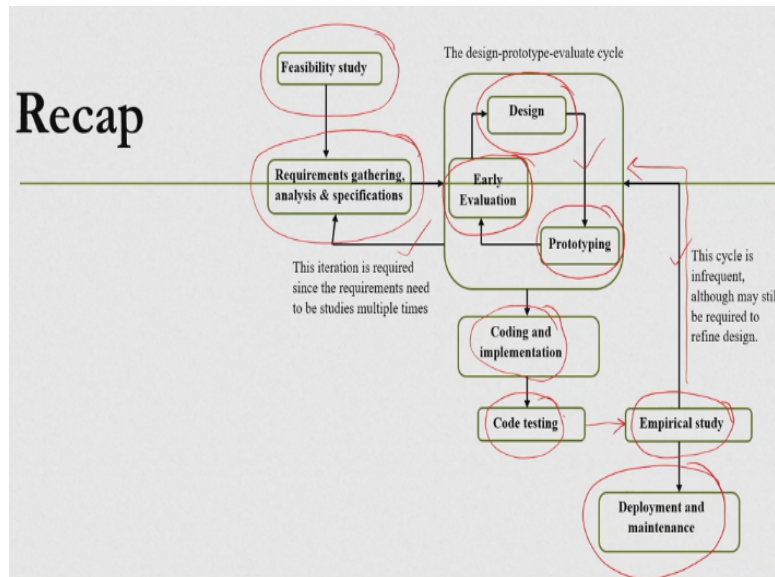 Recap
The design-prototype-evaluate cycle
Feasibility study
Design
Requirements gathering,
analysis & specifications
Early
Evaluation
Prototyping
This iteration is required
since the requirements need
to be studies multiple times
This cycle is
infrequent,
although may stil
be required to
refine design.
Coding and
implementation
Code testing
Empirical study
Deployment and
maintenance